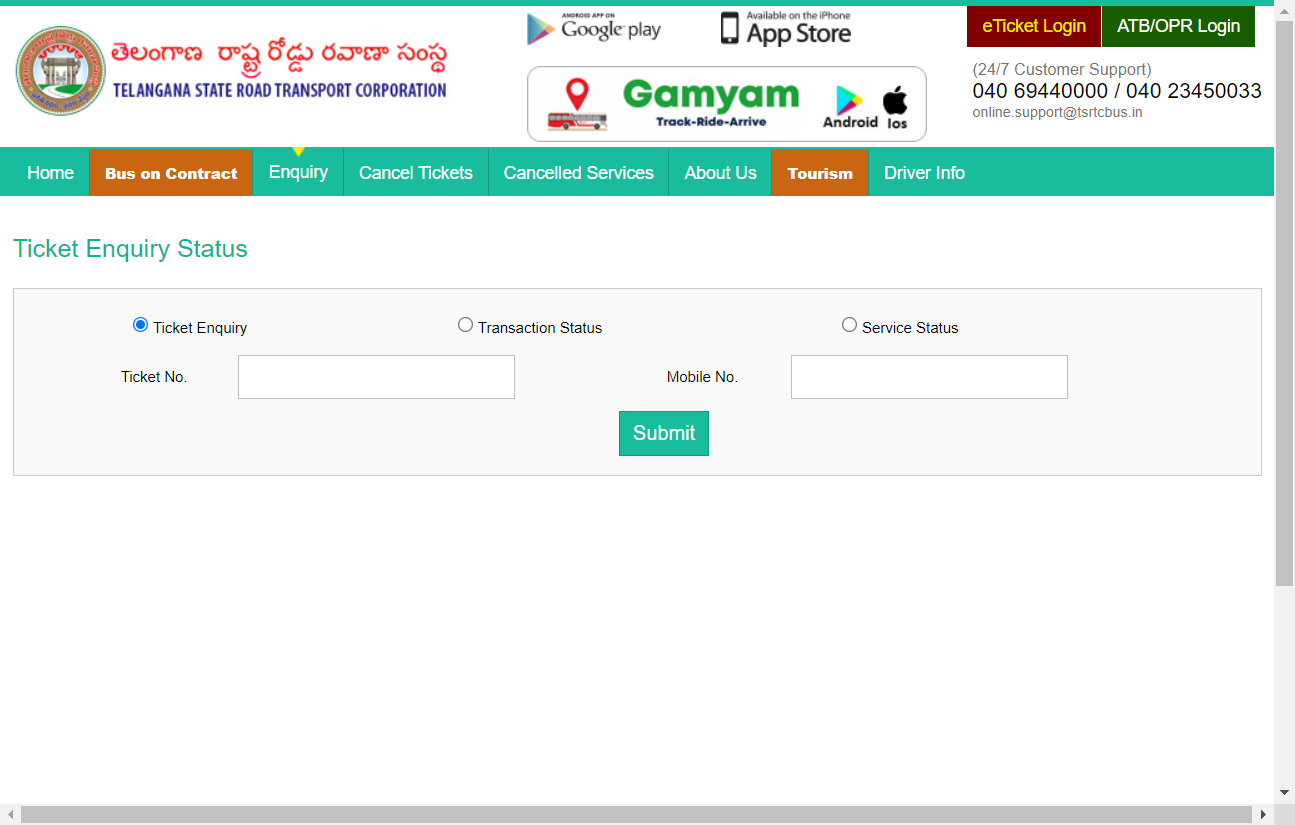 తెలంగాణ రాష్ట్ర రోడ్డు రవాణా సంస్థ
TELANGANA STATE ROAD TRANSPORT CORPORATION
ANDROID APP ON
Google play
Available on the iPhone
App Store
Gamyam
Track-Ride-Arrive
Android Ios
eTicket Login ATB/OPR Login
(24/7 Customer Support)
040 69440000 / 040 23450033
online.support@tsrtcbus.in
Home Bus on Contract Enquiry Cancel Tickets Cancelled Services About Us Tourism Driver Info
Ticket Enquiry Status
Ticket Enquiry Transaction Status Service Status
Ticket No. Mobile No.
Submit